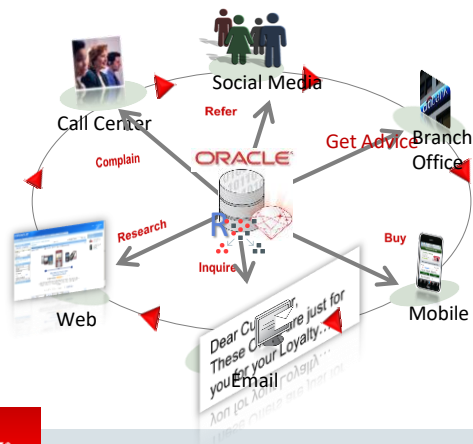 Social Media
Call Center
Refer
Get Advice
Branch
Office
Complain
ORACLE
R
Research
Buy
Inquire
Web
Mobile
Dear Cu
These O are just for
you for your Loyalty...
Email